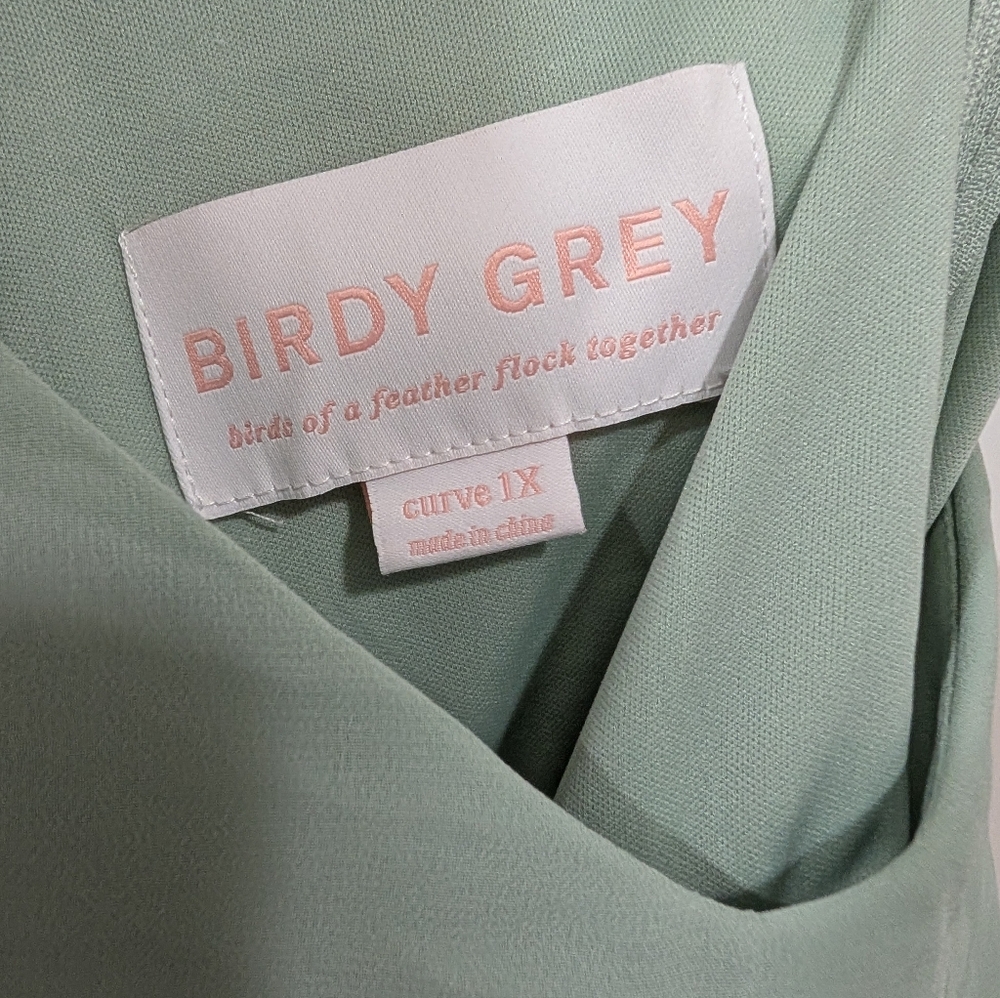 BIRDY GREY
birds of a feather flock together
curve 1X
made in china